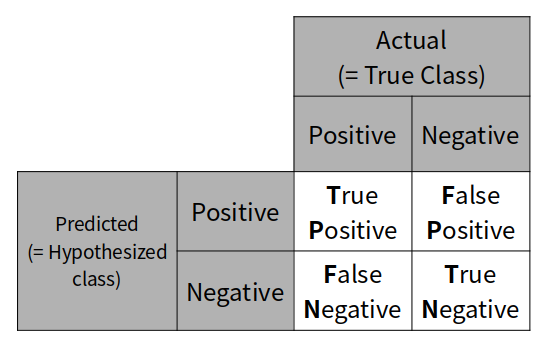 Actual
(= True Class)
Positive
Negative
Predicted
(= Hypothesized
class)
Positive
True
Positive
False
Positive
Negative
False
Negative
True
Negative